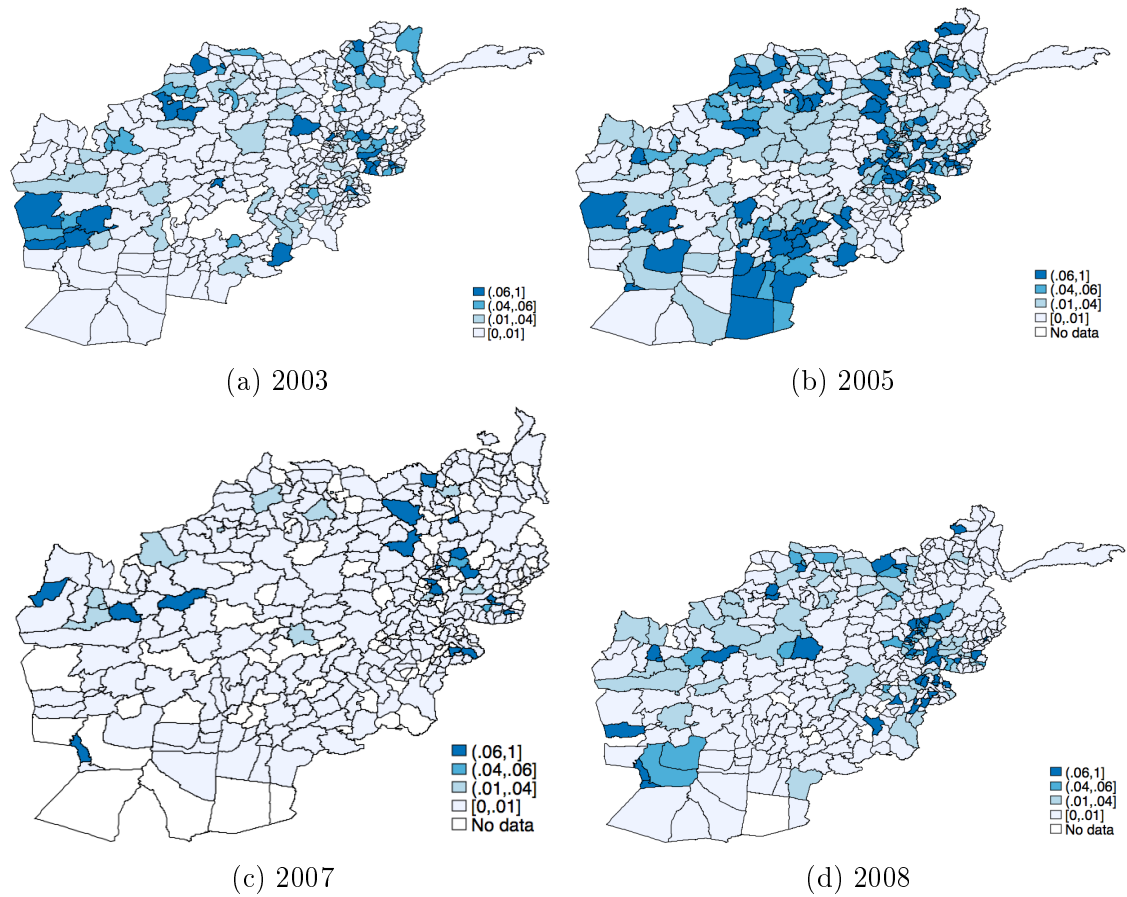 (.06,1]
(.04,.06]
(.01,.04]
[0,.01]
(a) 2003
(.06,1]
(.04,.06]
(.01,.04]
[0,.01]
No data
(b) 2005
(.06,1]
(.04,.06]
(.01,.04]
[0,.01]
No data
(c) 2007
(.06,1]
(.04,.06]
(.01,.04]
[0,.01]
No data
(d) 2008